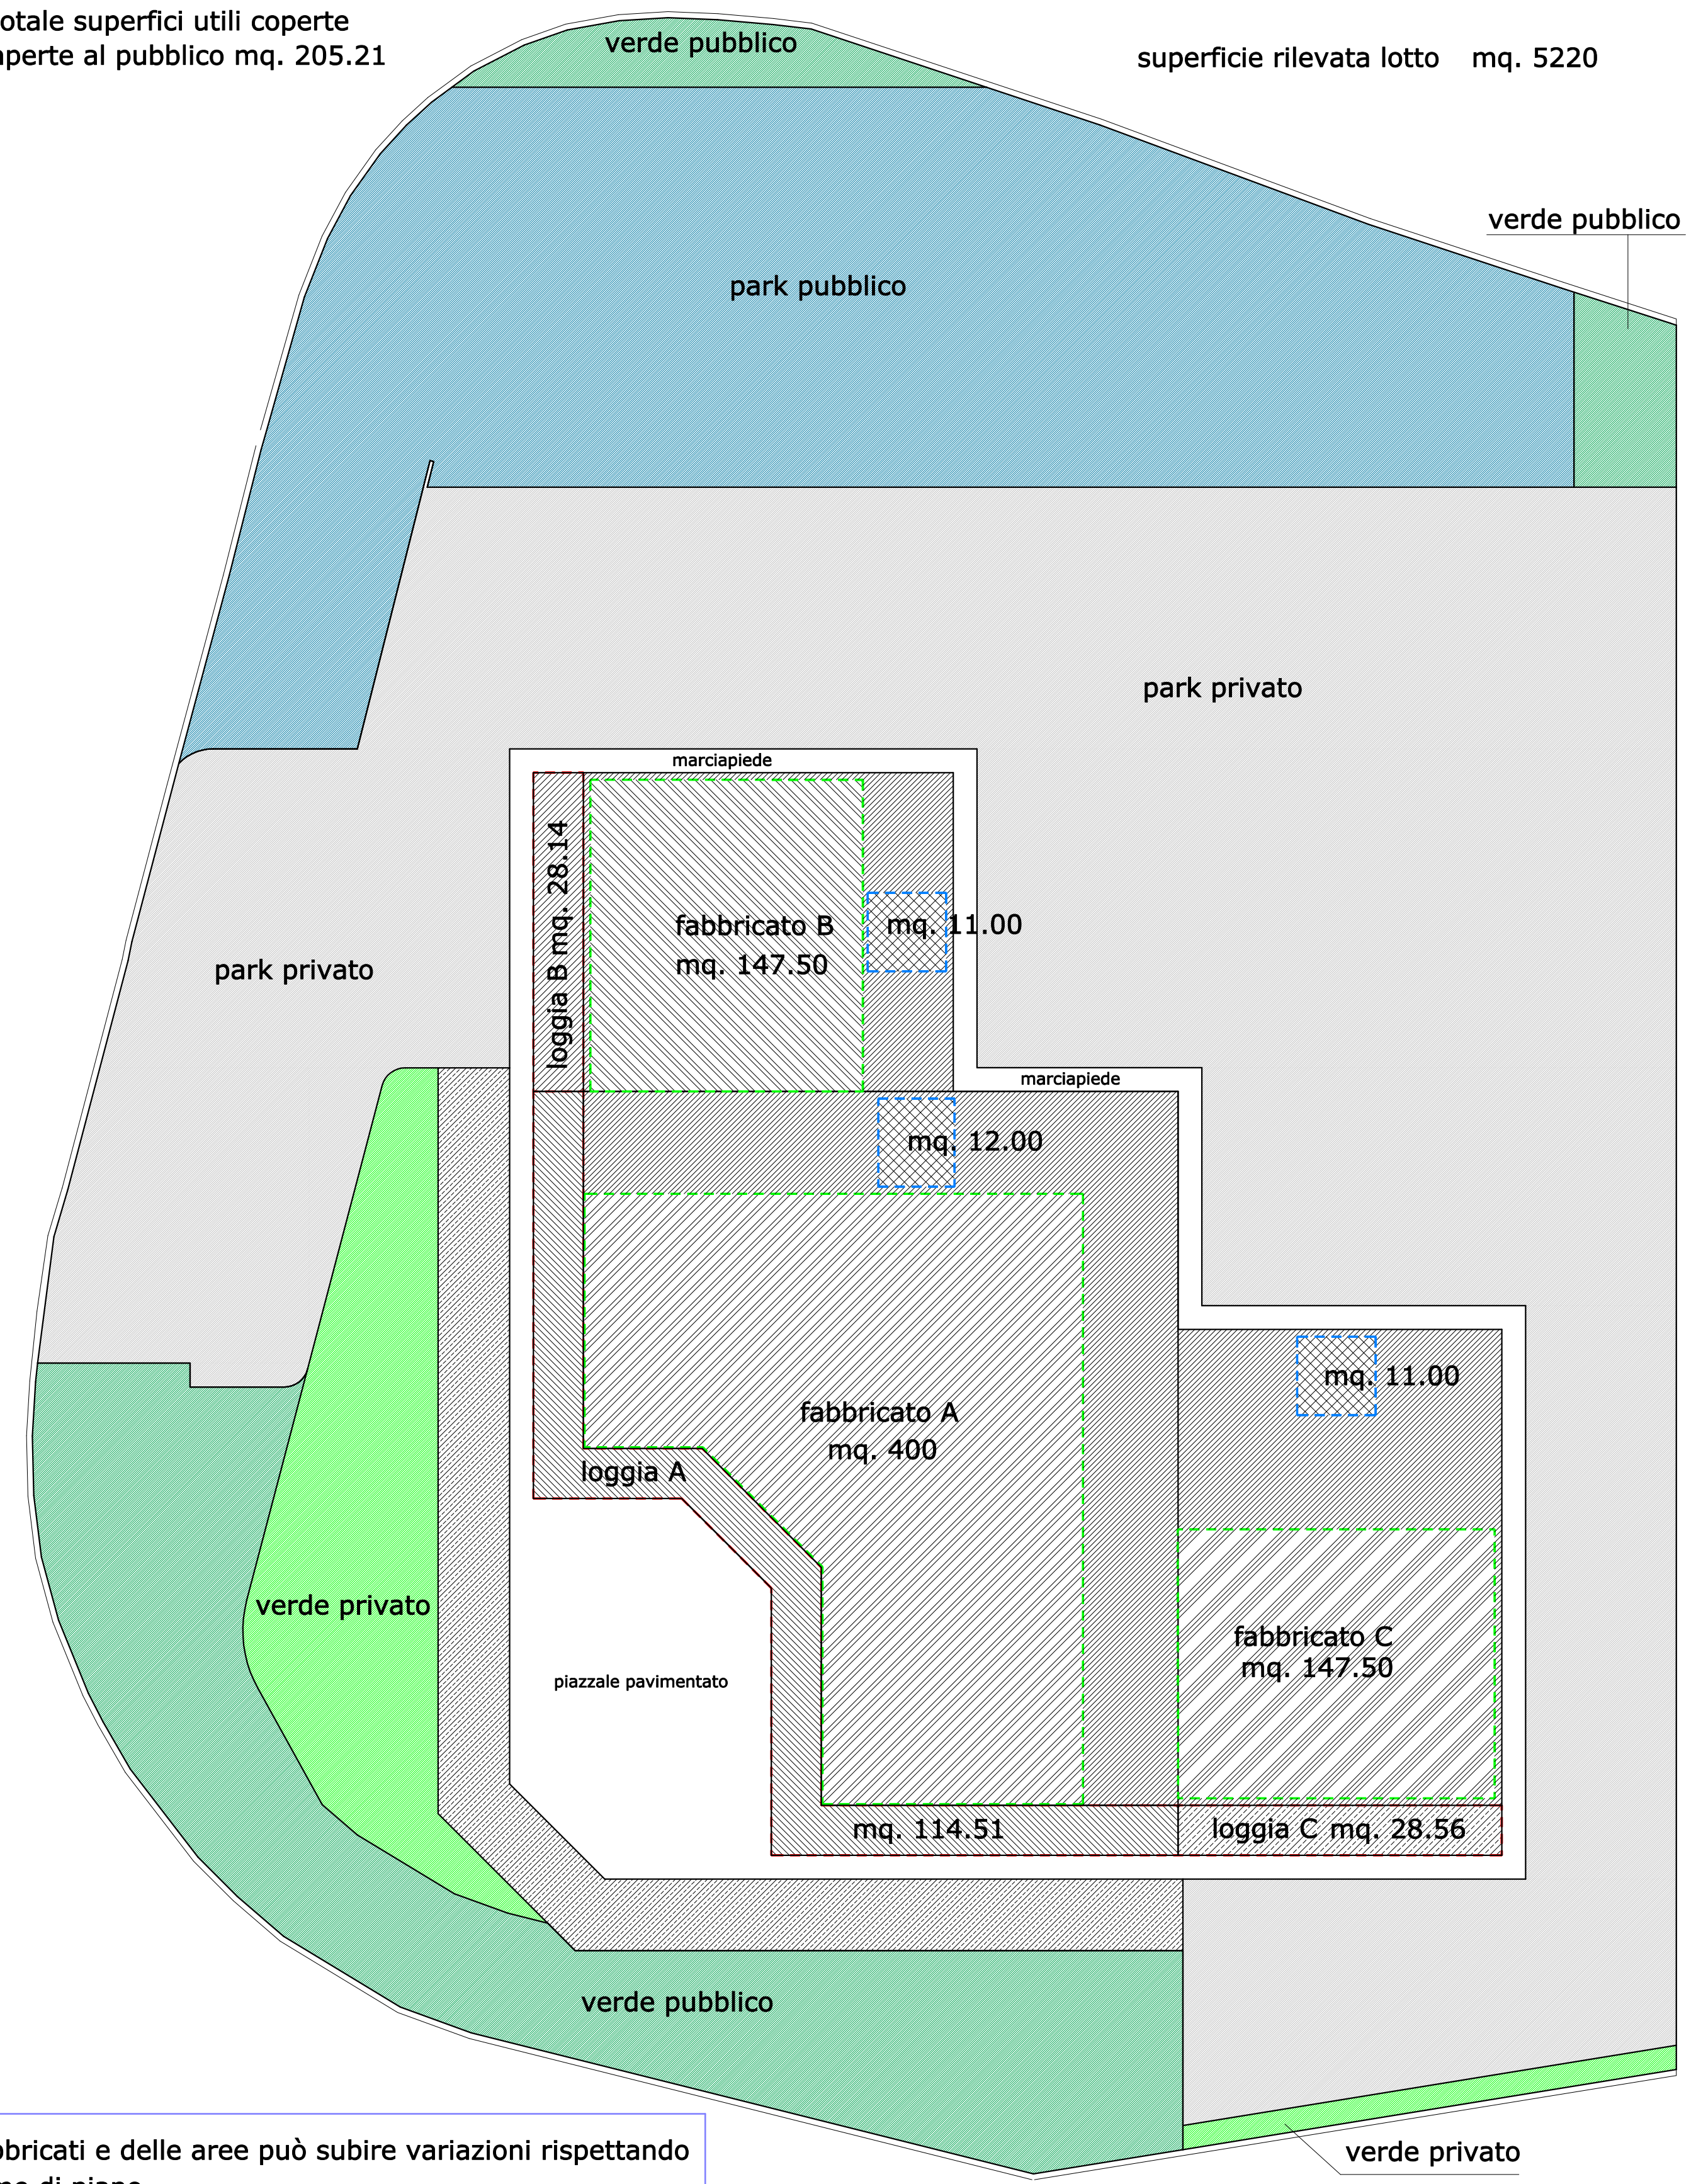 otale superfici utili coperte
aperte al pubblico mq. 205.21
verde pubblico
superficie rilevata lotto mq. 5220
verde pubblico
park pubblico
park privato
marciapiede
loggia B mq. 28.14
fabbricato B
mq. 147.50
mq. 11.00
park privato
marciapiede
mq. 12.00
mq. 11.00
fabbricato A
mq. 400
loggia A
verde privato
fabbricato C
mq. 147.50
piazzale pavimentato
mq. 114.51
loggia C mq. 28.56
verde pubblico
verde privato
bbricati e delle aree può subire variazioni rispettando
di piano